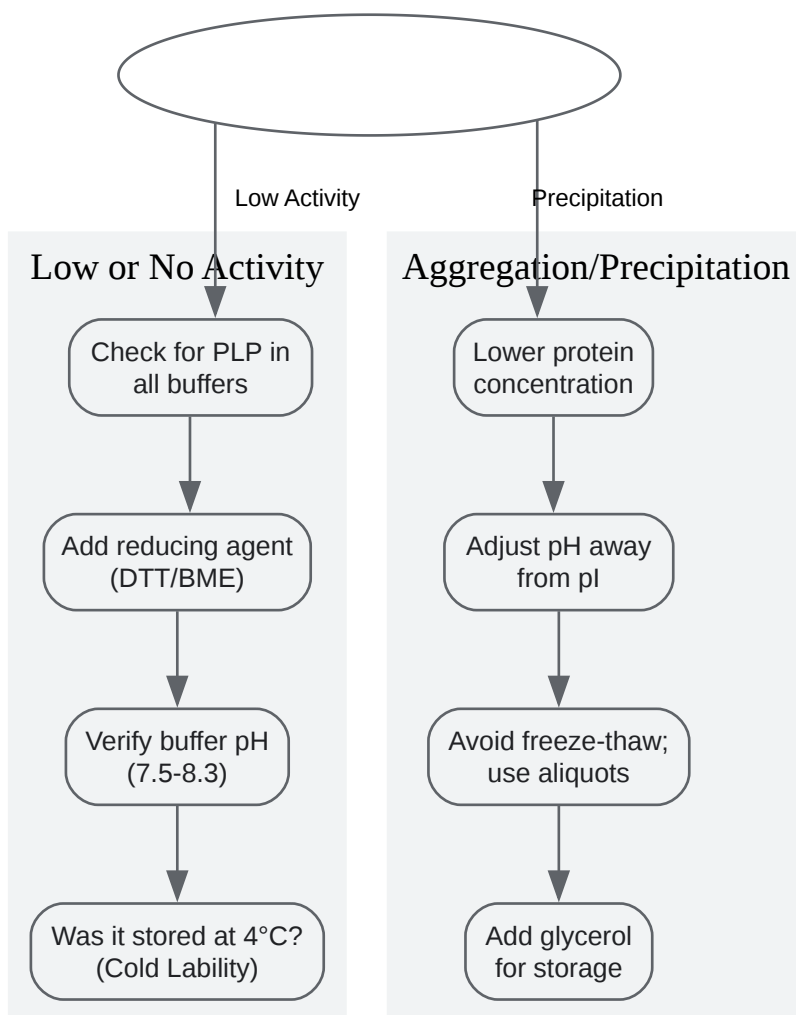 Low Activity
Precipitation
Low or No Activity
Aggregation/Precipitation
Check for PLP in
all buffers
Lower protein
concentration
Add reducing agent
(DTT/BME)
Adjust pH away
from pI
Verify buffer pH
(7.5-8.3)
Avoid freeze-thaw;
use aliquots
Was it stored at 4°C?
(Cold Lability)
Add glycerol
for storage